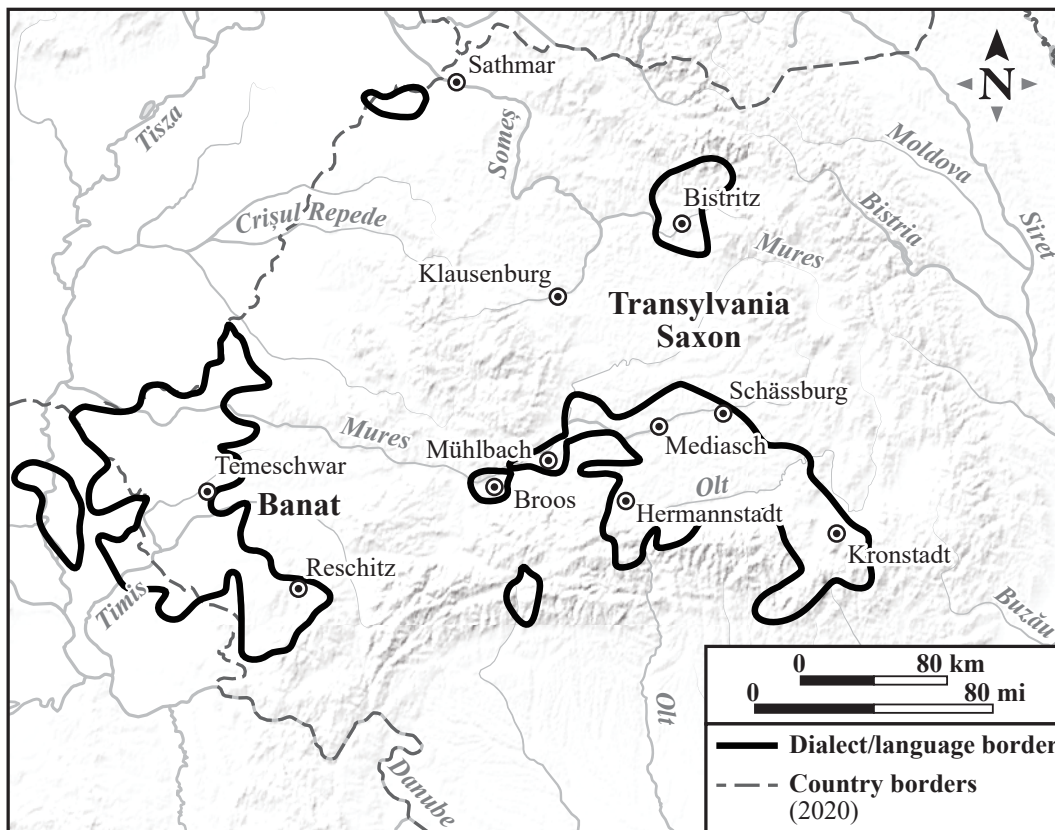 Sathmar
N
Tisza
Someș
Moldova
Bistritz
Bistria
Siret
Crișul Repede
Mures
Klausenburg
Transylvania
Saxon
Schässburg
Mures
Mühlbach
Mediasch
Temeschwar
Banat
Broos
Olt
Hermannstadt
Kronstadt
Reschitz
Timis
Buzău
Olt
Danube
0 80 km
0 80 mi
Dialect/language border
Country borders
(2020)